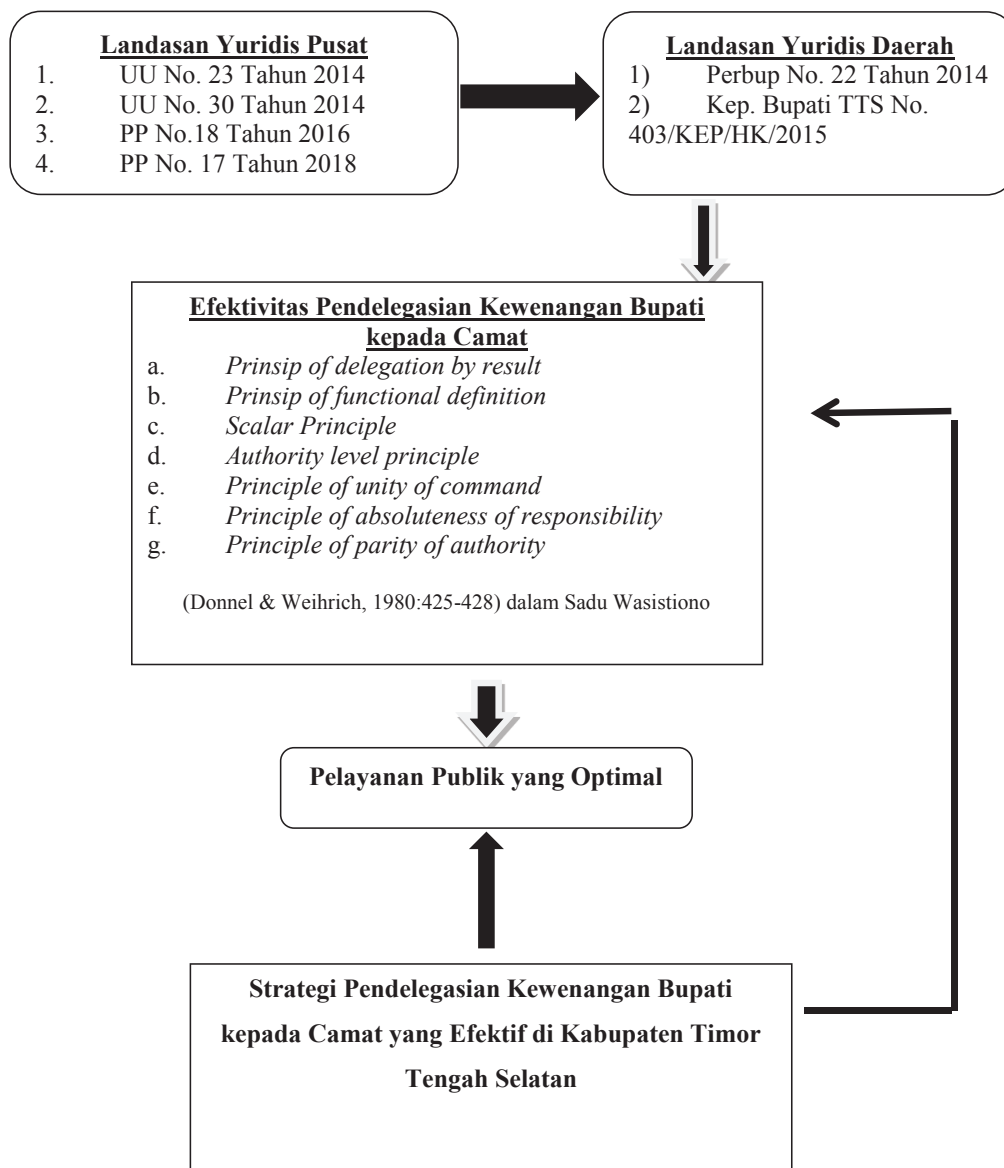 Landasan Yuridis Pusat
1. UU No. 23 Tahun 2014
2. UU No. 30 Tahun 2014
3. PP No.18 Tahun 2016
4. PP No. 17 Tahun 2018
Landasan Yuridis Daerah
1) Perbup No. 22 Tahun 2014
2) Kep. Bupati TTS No.
403/KEP/HK/2015
Efektivitas Pendelegasian Kewenangan Bupati
kepada Camat
a. Prinsip of delegation by result
b. Prinsip of functional definition
c. Scalar Principle
d. Authority level principle
e. Principle of unity of command
f. Principle of absoluteness of responsibility
g. Principle of parity of authority
(Donnel & Weihrich, 1980:425-428) dalam Sadu Wasistiono
Pelayanan Publik yang Optimal
Strategi Pendelegasian Kewenangan Bupati
kepada Camat yang Efektif di Kabupaten Timor
Tengah Selatan